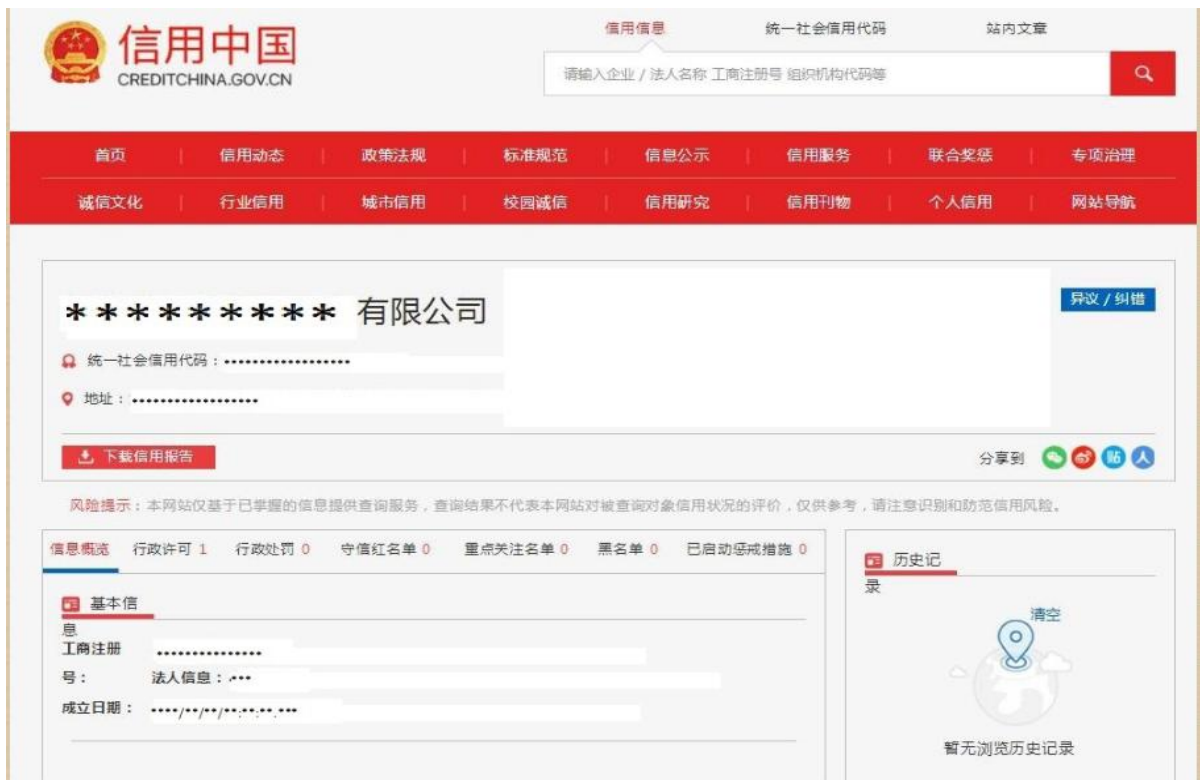 信用中国
CREDITCHINA.GOV.CN
信用信息 统一社会信用代码 站内文章
请输入企业 / 法人名称 工商注册号 组织机构代码等
首页 | 信用动态 | 政策法规 | 标准规范 | 信息公示 | 信用服务 | 联合奖惩 | 专项治理
诚信文化 | 行业信用 | 城市信用 | 校园诚信 | 信用研究 | 信用刊物 | 个人信用 | 网站导航
********* 有限公司
异议 / 纠错
统一社会信用代码：••••••••••••••••••
地址：••••••••••••••••••
下载信用报告
分享到
贴
风险提示：本网站仅基于已掌握的信息提供查询服务，查询结果不代表本网站对被查询对象信用状况的评价，仅供参考，请注意识别和防范信用风险。
信息概览 行政许可 1 行政处罚 0 守信红名单 0 重点关注名单 0 黑名单 0 已启动惩戒措施 0
基本信
息
工商注册 •••••••••••••••
号： 法人信息：•••
成立日期： ••••/••/••/••:••:••.•••
历史记
录
清空
暂无浏览历史记录